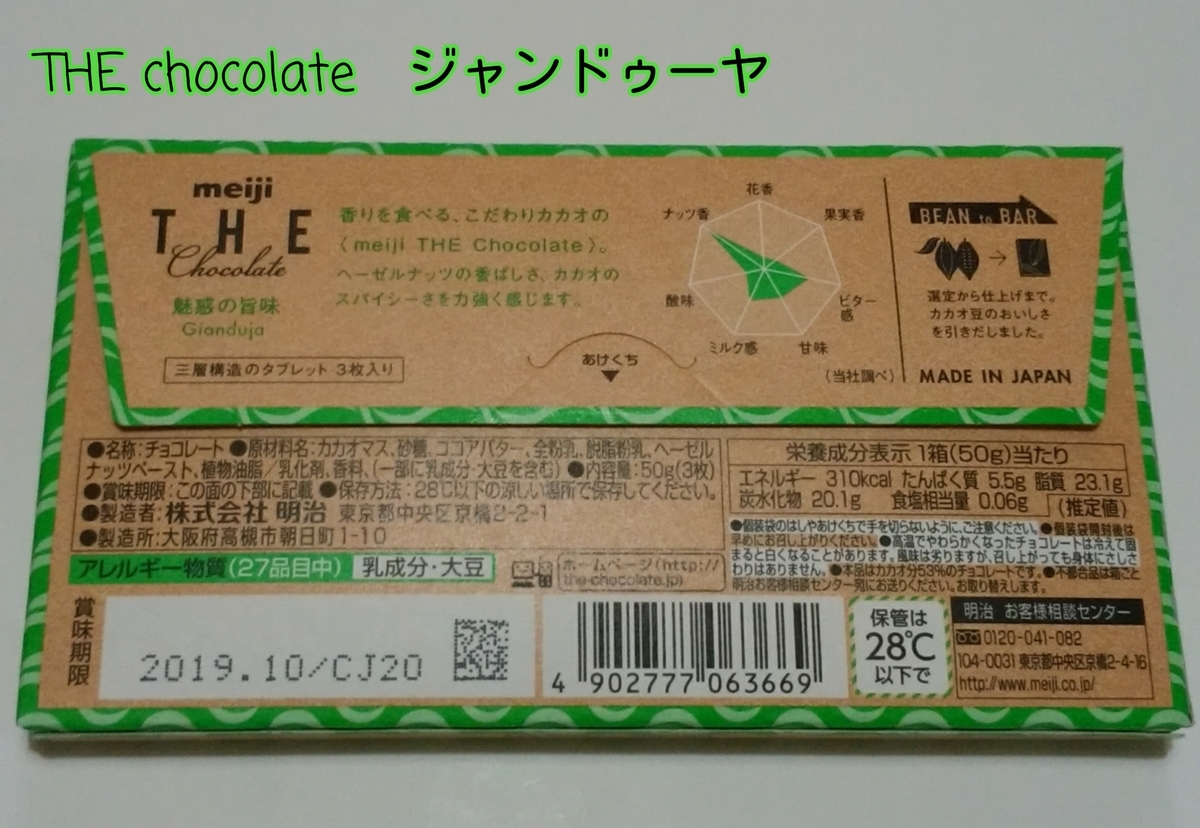 THE chocolate ジャンドゥーヤ
meiji
THE
Chocolate
魅惑の旨味
Gianduja
三層構造のタブレット 3枚入り
香りを食べる、こだわりカカオの
〈meiji THE Chocolate〉。
ヘーゼルナッツの香ばしさ、カカオの
スパイシーさを力強く感じます。
あけくち
花香
ナッツ香
果実香
酸味
ビター
感
ミルク感
甘味
(当社調べ)
BEAN to BAR
選定から仕上げまで。
カカオ豆のおいしさ
を引きだしました。
MADE IN JAPAN
●名称:チョコレート ●原材料名:カカオマス、砂糖、ココアバター、全粉乳、脱脂粉乳、ヘーゼル
ナッツペースト、植物油脂/乳化剤、香料、(一部に乳成分・大豆を含む) ●内容量:50g(3枚)
●賞味期限:この面の下部に記載 ●保存方法:28℃以下の涼しい場所で保存してください。
●製造者:株式会社 明治 東京都中央区京橋2-2-1
●製造所:大阪府高槻市朝日町1-10
アレルギー物質(27品目中) 乳成分・大豆
ホームページ(http://
the-chocolate.jp)
栄養成分表示 1箱(50g)当たり
エネルギー 310kcal たんぱく質 5.5g 脂質 23.1g
炭水化物 20.1g 食塩相当量 0.06g (推定値)
●個装袋のはしやあけくちで手を切らないように、ご注意ください。●個装袋開封後は
早めにお召し上がりください。●高温でやわらかくなったチョコレートは冷えて固
まると白くなることがあります。風味は劣りますが、召し上がっても身体にさしさ
わりはありません。●本品はカカオ分53%のチョコレートです。●不都合品は箱ごと
明治お客様相談センター宛にお送りください。お取り替えします。
賞味期限
2019.10/CJ20
4 902777 063669
保管は
28℃
以下で
明治 お客様相談センター
0120-041-082
104-0031 東京都中央区京橋2-4-16
http://www.meiji.co.jp/